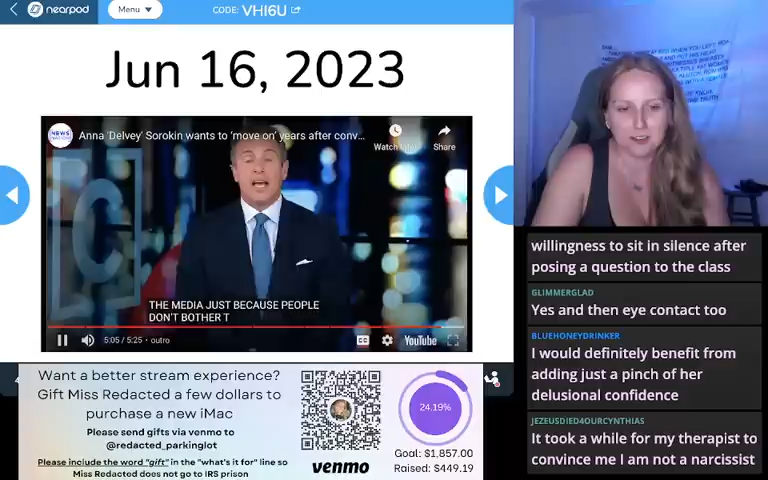 nearpod
Menu
CODE: VHI6U
Jun 16, 2023
NEWS
Anna 'Delvey' Sorokin wants to 'move on' years after conv...
Share
THE MEDIA JUST BECAUSE PEOPLE
DON'T BOTHER T
5:05 / 5:25 • outro
CC
YouTube
Want a better stream experience?
Gift Miss Redacted a few dollars to
purchase a new iMac
Please send gifts via venmo to
@redacted_parkinglot
Please include the word "gift" in the "what's it for" line so
Miss Redacted does not go to IRS prison
venmo
24.19%
Goal: $1,857.00
Raised: $449.19
willingness to sit in silence after
posing a question to the class
GLIMMERGLAD
Yes and then eye contact too
BLUEHONEYDRINKER
I would definitely benefit from
adding just a pinch of her
delusional confidence
JEZEUSDIED4OURCYNTHIAS
It took a while for my therapist to
convince me I am not a narcissist